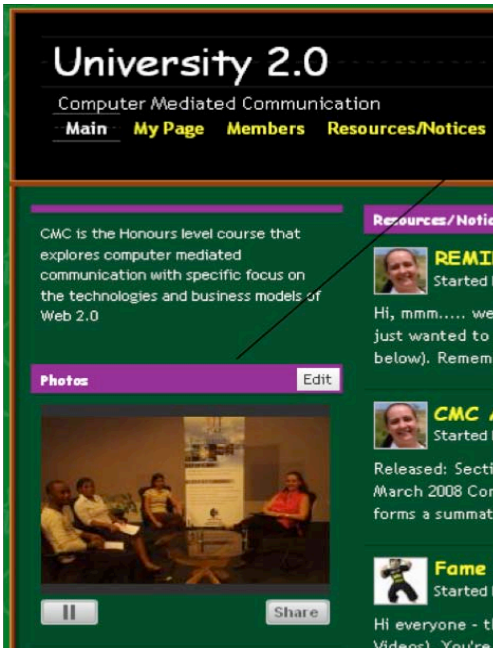 University 2.0
Computer Mediated Communication
Main My Page Members Resources/Notices
CMC is the Honours level course that
explores computer mediated
communication with specific focus on
the technologies and business models of
Web 2.0
Photos Edit
Share
Resources/Notic
REMI
Started
Hi, mmm..... we
just wanted to
below). Remem
CMC
Started
Released: Secti
March 2008 Cor
forms a summat
Fame
Started
Hi everyone - t
Videos). You're